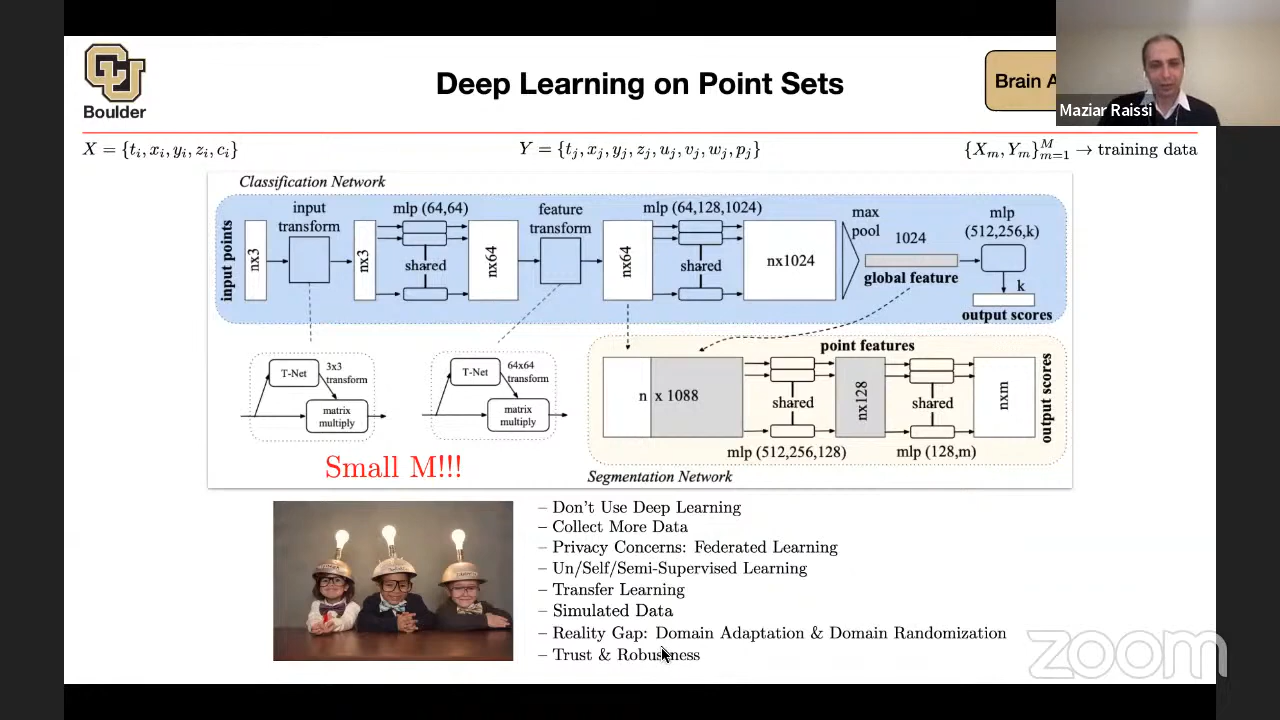 Boulder
Deep Learning on Point Sets
Brain A
Maziar Raissi
X = {t_i, x_i, y_i, z_i, c_i}
Y = {t_j, x_j, y_j, z_j, u_j, v_j, w_j, p_j}
{X_m, Y_m}_{m=1}^M → training data
Classification Network
input points
nx3
input
transform
nx3
mlp (64,64)
shared
nx64
feature
transform
nx64
mlp (64,128,1024)
shared
nx1024
max
pool
1024
global feature
mlp
(512,256,k)
k
output scores
T-Net
3x3
transform
matrix
multiply
T-Net
64x64
transform
matrix
multiply
point features
n x 1088
shared
mlp (512,256,128)
nx128
shared
mlp (128,m)
nxm
output scores
Segmentation Network
Small M!!!
– Don't Use Deep Learning
– Collect More Data
– Privacy Concerns: Federated Learning
– Un/Self/Semi-Supervised Learning
– Transfer Learning
– Simulated Data
– Reality Gap: Domain Adaptation & Domain Randomization
– Trust & Robustness
zoom